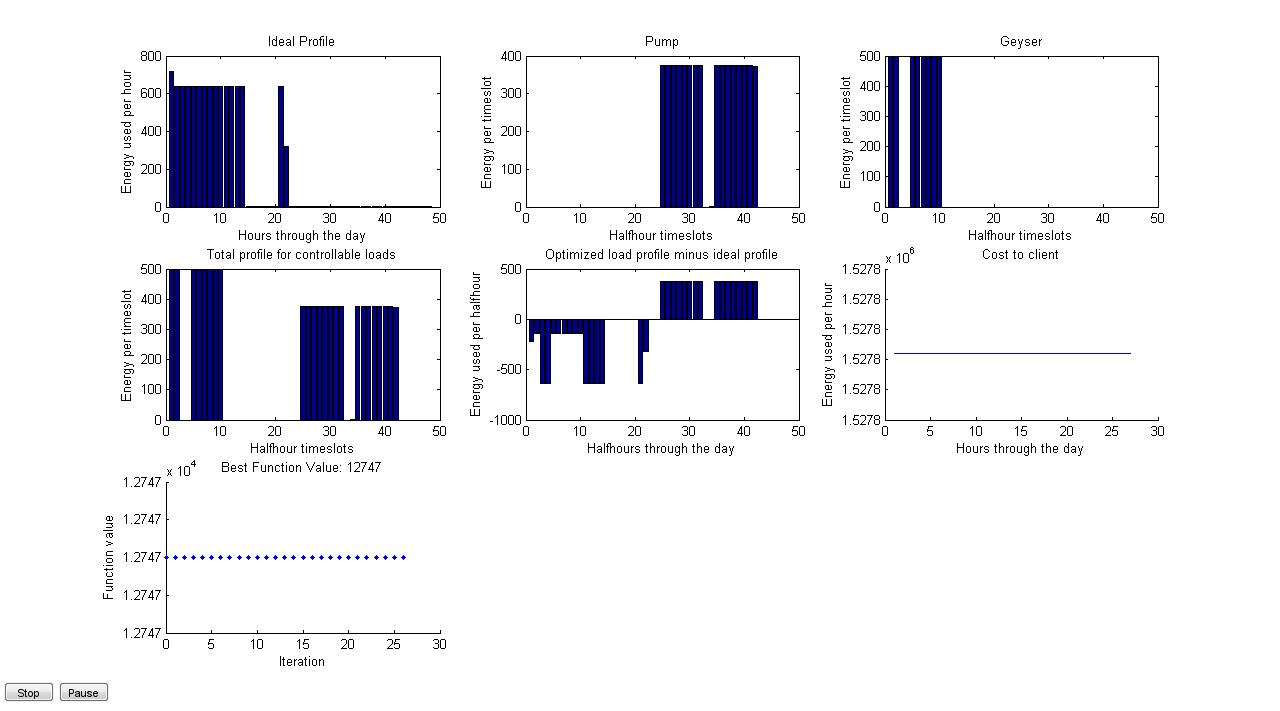 Ideal Profile
800
600
400
200
0
Energy used per hour
0 10 20 30 40 50
Hours through the day
Pump
400
300
200
100
0
Energy per timeslot
0 10 20 30 40 50
Halfhour timeslots
Geyser
500
400
300
200
100
0
Energy per timeslot
0 10 20 30 40 50
Halfhour timeslots
Total profile for controllable loads
500
400
300
200
100
0
Energy per timeslot
0 10 20 30 40 50
Halfhour timeslots
Optimized load profile minus ideal profile
500
0
-500
-1000
Energy used per halfhour
0 10 20 30 40 50
Halfhours through the day
Cost to client
x 10^6
1.5278
1.5278
1.5278
1.5278
1.5278
1.5278
Energy used per hour
0 5 10 15 20 25 30
Hours through the day
Best Function Value: 12747
x 10^4
1.2747
1.2747
1.2747
1.2747
1.2747
Function value
0 5 10 15 20 25 30
Iteration
Stop Pause